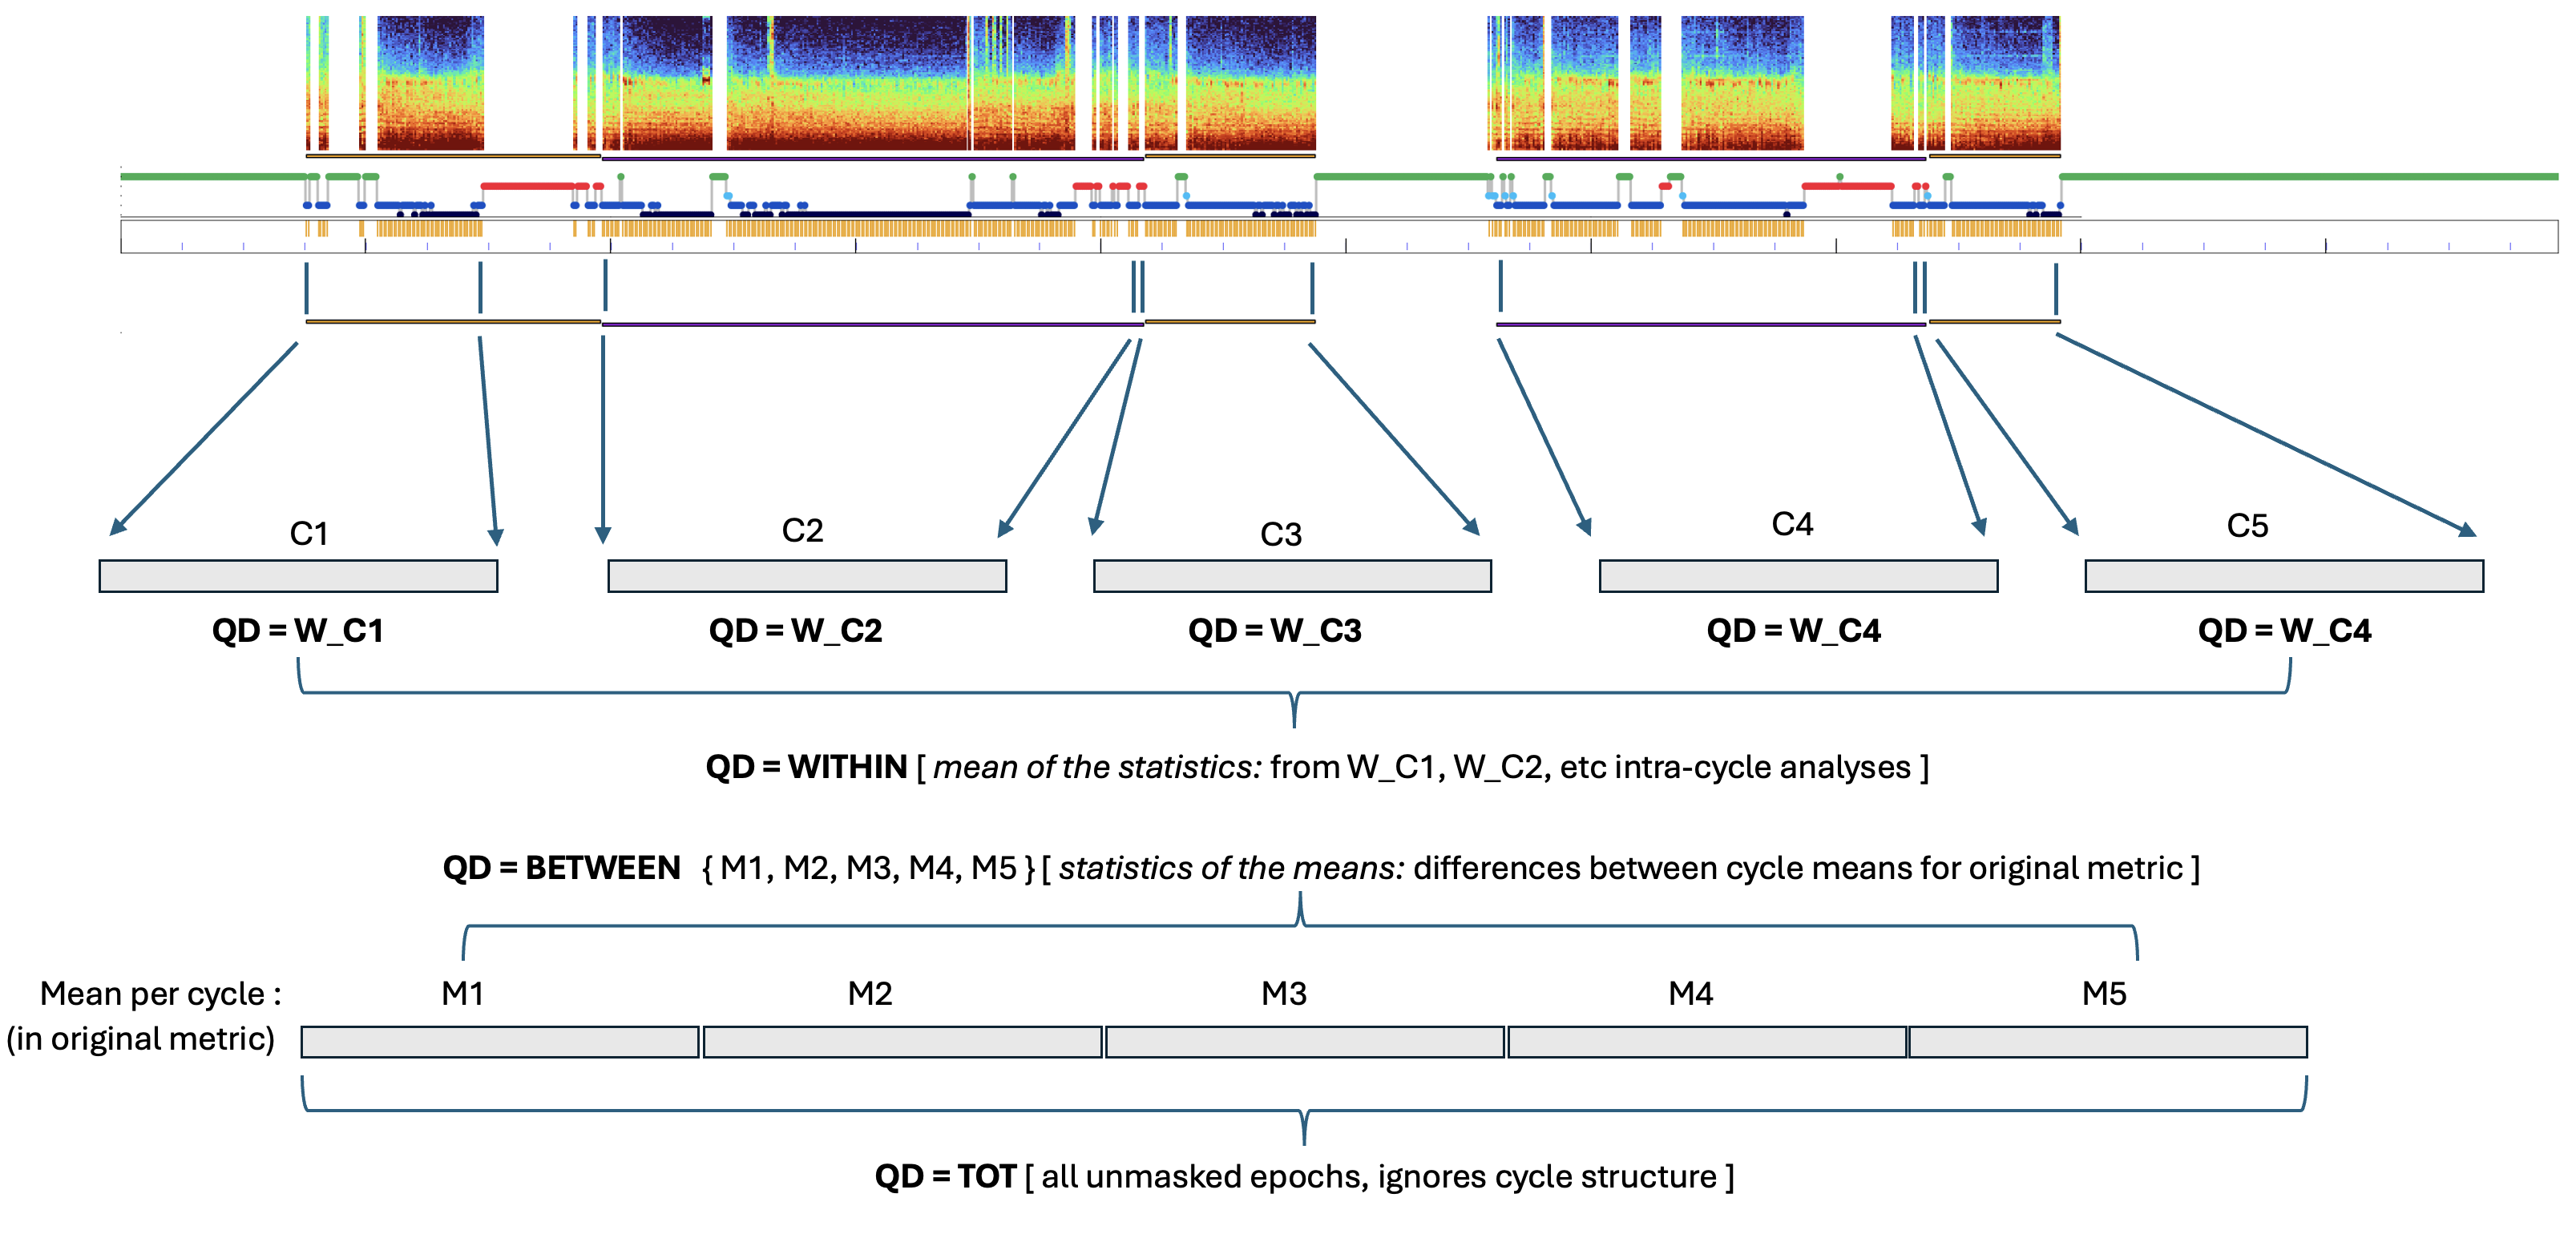 C1
C2
C3
C4
C5
QD = W_C1
QD = W_C2
QD = W_C3
QD = W_C4
QD = W_C4
QD = WITHIN [ mean of the statistics: from W_C1, W_C2, etc intra-cycle analyses ]
QD = BETWEEN { M1, M2, M3, M4, M5 } [ statistics of the means: differences between cycle means for original metric ]
Mean per cycle :
(in original metric)
M1
M2
M3
M4
M5
QD = TOT [ all unmasked epochs, ignores cycle structure ]